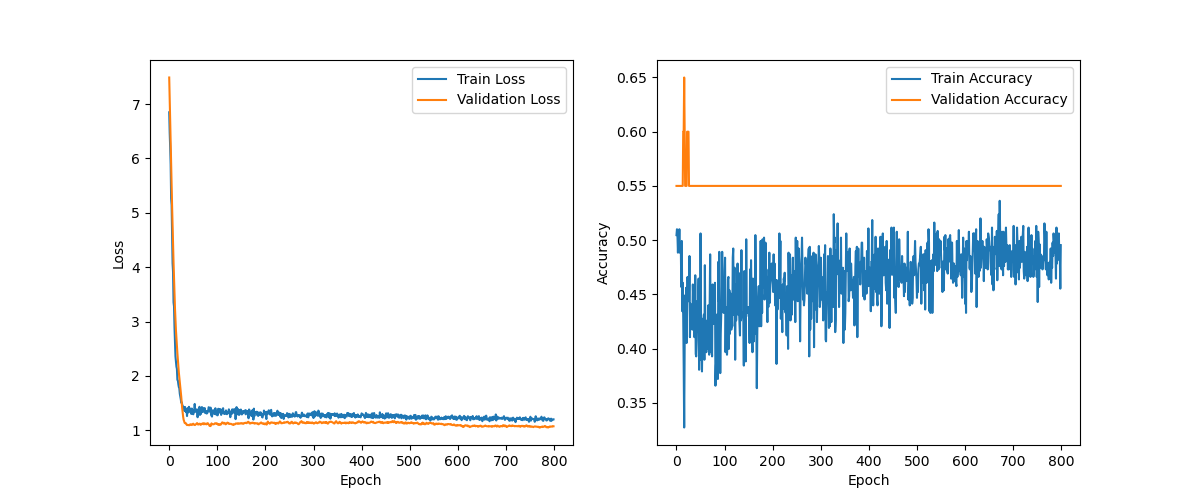 Train Loss
Validation Loss
7
6
5
4
3
2
1
0 100 200 300 400 500 600 700 800
Epoch
Loss
Train Accuracy
Validation Accuracy
0.65
0.60
0.55
0.50
0.45
0.40
0.35
0 100 200 300 400 500 600 700 800
Epoch
Accuracy